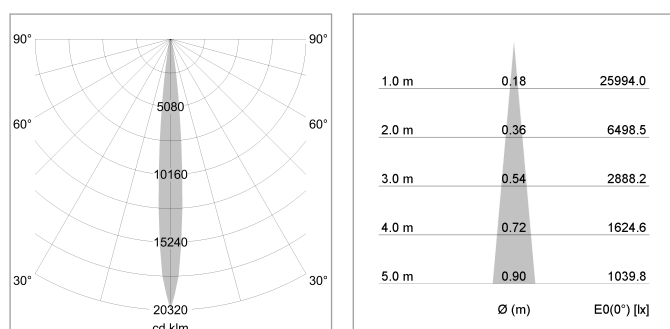 90° 90°
5080
60° 60°
10160
15240
30° 30°
20320
cd klm
1.0 m 0.18 25994.0
2.0 m 0.36 6498.5
3.0 m 0.54 2888.2
4.0 m 0.72 1624.6
5.0 m 0.90 1039.8
Ø (m) E0(0°) [lx]